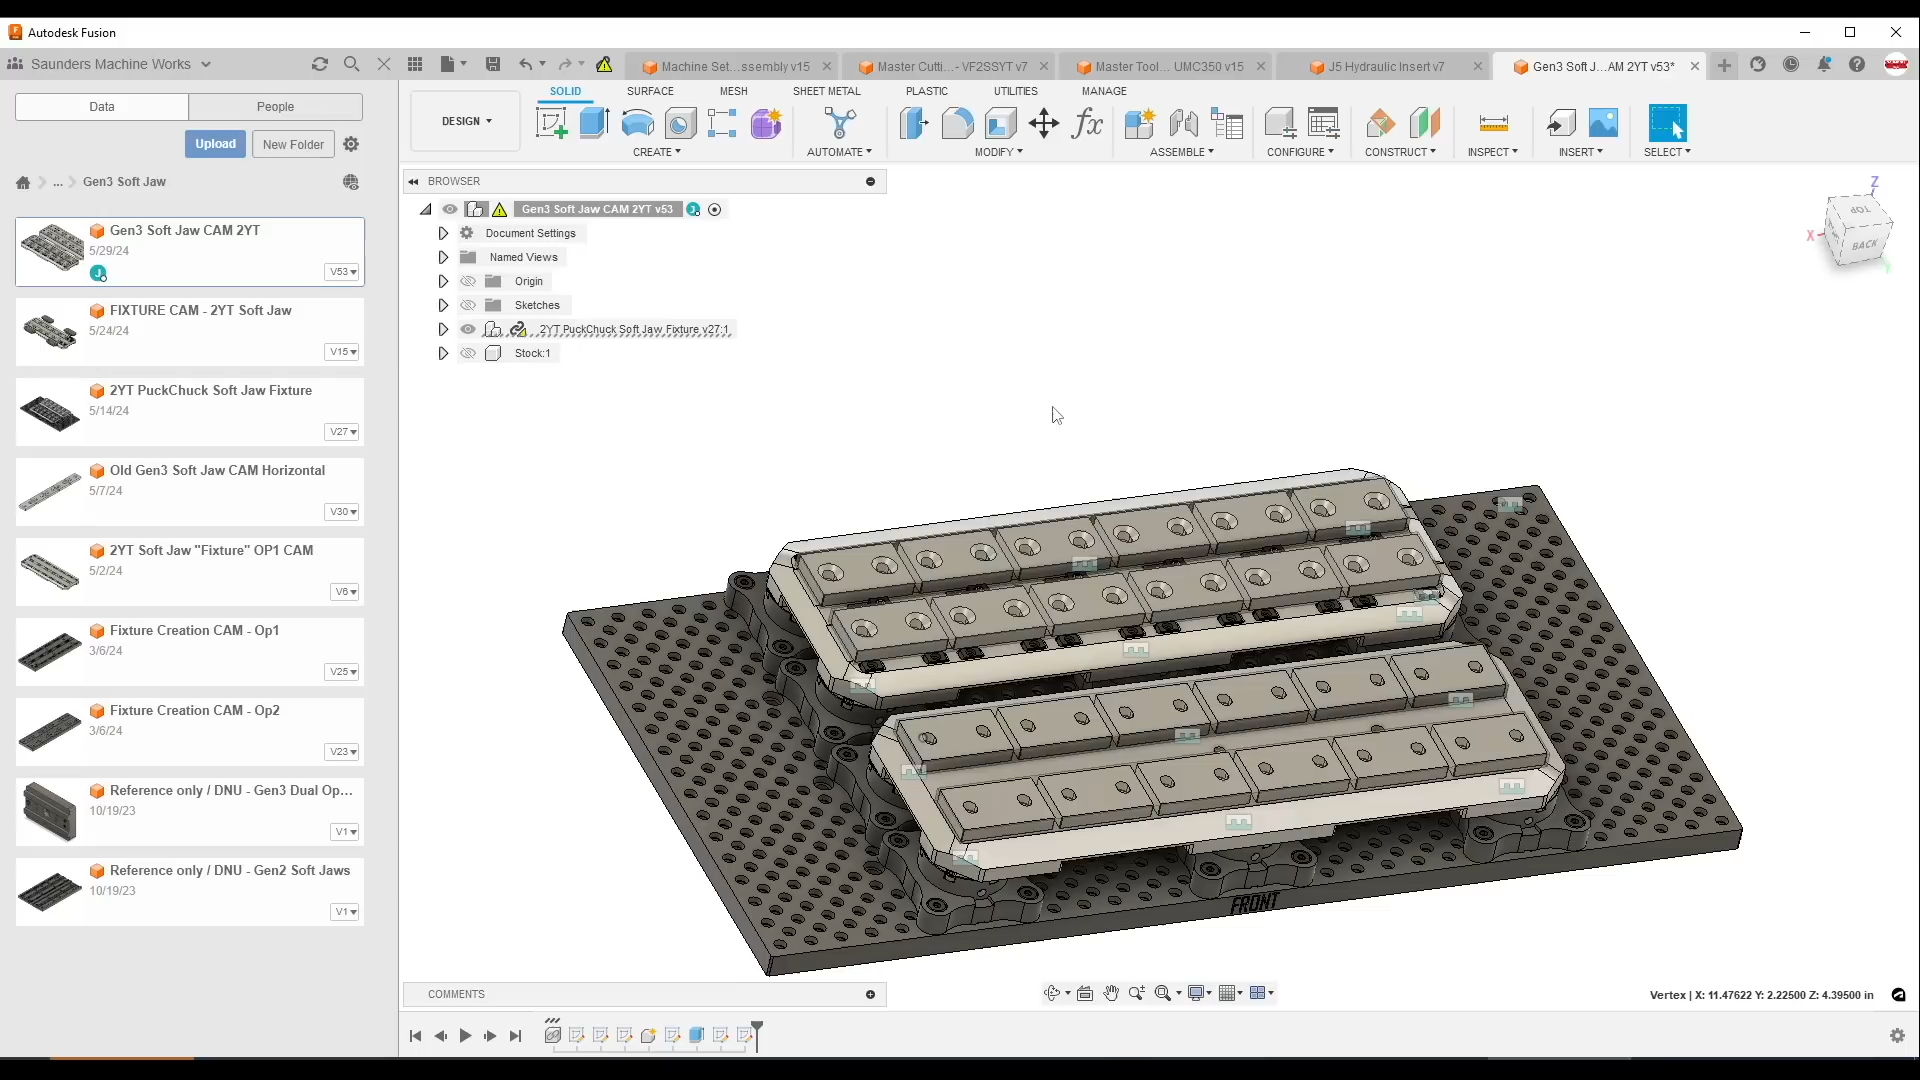 Autodesk Fusion
Saunders Machine Works
Machine Set...ssembly v15
Master Cutti...- VF2SSYT v7
Master Tool... UMC350 v15
J5 Hydraulic Insert v7
Gen3 Soft J...AM 2YT v53*
Data
People
Upload
New Folder
... Gen3 Soft Jaw
DESIGN
SOLID
SURFACE
MESH
SHEET METAL
PLASTIC
UTILITIES
MANAGE
CREATE
AUTOMATE
MODIFY
ASSEMBLE
CONFIGURE
CONSTRUCT
INSPECT
INSERT
SELECT
BROWSER
Gen3 Soft Jaw CAM 2YT v53
Document Settings
Named Views
Origin
Sketches
2YT PuckChuck Soft Jaw Fixture v27:1
Stock:1
Gen3 Soft Jaw CAM 2YT
5/29/24
J
V53
FIXTURE CAM - 2YT Soft Jaw
5/24/24
V15
2YT PuckChuck Soft Jaw Fixture
5/14/24
V27
Old Gen3 Soft Jaw CAM Horizontal
5/7/24
V30
2YT Soft Jaw "Fixture" OP1 CAM
5/2/24
V6
Fixture Creation CAM - Op1
3/6/24
V25
Fixture Creation CAM - Op2
3/6/24
V23
Reference only / DNU - Gen3 Dual Op...
10/19/23
V1
Reference only / DNU - Gen2 Soft Jaws
10/19/23
V1
Z
X
TOP
BACK
FRONT
COMMENTS
Vertex | X: 11.47622 Y: 2.22500 Z: 4.39500 in